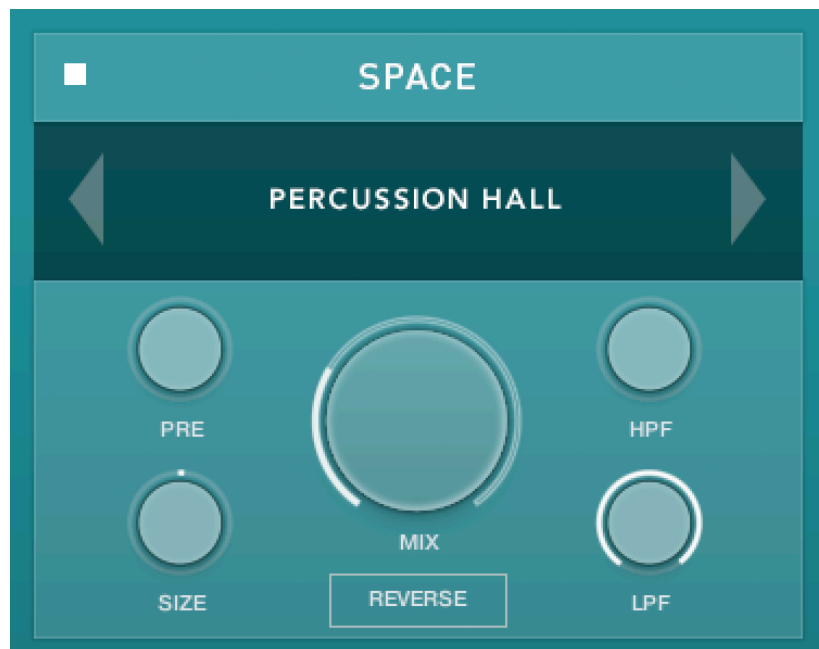 SPACE
PERCUSSION HALL
PRE
HPF
MIX
SIZE
REVERSE
LPF